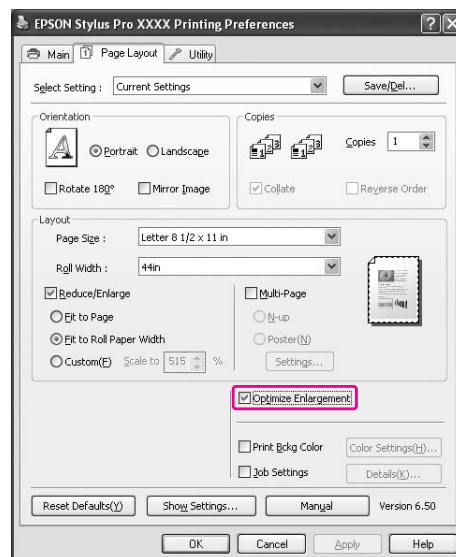 EPSON Stylus Pro XXXX Printing Preferences
Main Page Layout Utility
Select Setting : Current Settings Save/Del...
Orientation
Portrait Landscape
Rotate 180° Mirror Image
Copies
Copies 1
Collate Reverse Order
Layout
Page Size : Letter 8 1/2 x 11 in
Roll Width : 44in
Reduce/Enlarge
Fit to Page
Fit to Roll Paper Width
Custom(F) Scale to 515 %
Multi-Page
N-up
Poster(N)
Settings...
Optimize Enlargement
Print Bckg Color Color Settings(H)...
Job Settings Details(K)...
Reset Defaults(Y) Show Settings... Manual Version 6.50
OK Cancel Apply Help